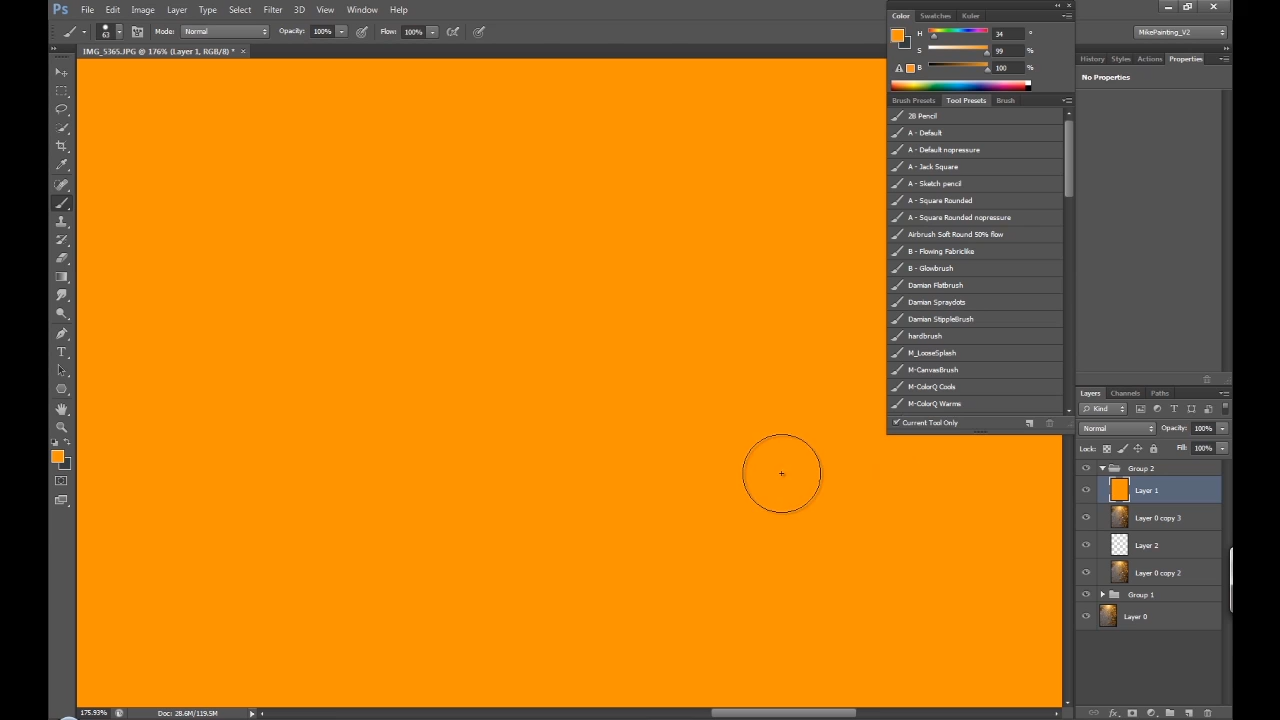 Ps File Edit Image Layer Type Select Filter 3D View Window Help
63 Mode: Normal Opacity: 100% Flow: 100% MikePainting_V2
IMG_5365.JPG @ 176% (Layer 1, RGB/8) * ×
Color Swatches Kuler
H 34 °
S 99 %
B 100 %
Brush Presets Tool Presets Brush
2B Pencil
A - Default
A - Default nopressure
A - Jack Square
A - Sketch pencil
A - Square Rounded
A - Square Rounded nopressure
Airbrush Soft Round 50% flow
B - Flowing Fabriclike
B - Glowbrush
Damian Flatbrush
Damian Spraydots
Damian StippleBrush
hardbrush
M_LooseSplash
M-CanvasBrush
M-ColorQ Cools
M-ColorQ Warms
Current Tool Only
History Styles Actions Properties
No Properties
Layers Channels Paths
Kind
Normal Opacity: 100%
Lock: Fill: 100%
Group 2
Layer 1
Layer 0 copy 3
Layer 2
Layer 0 copy 2
Group 1
Layer 0
175.93% Doc: 28.6M/119.5M